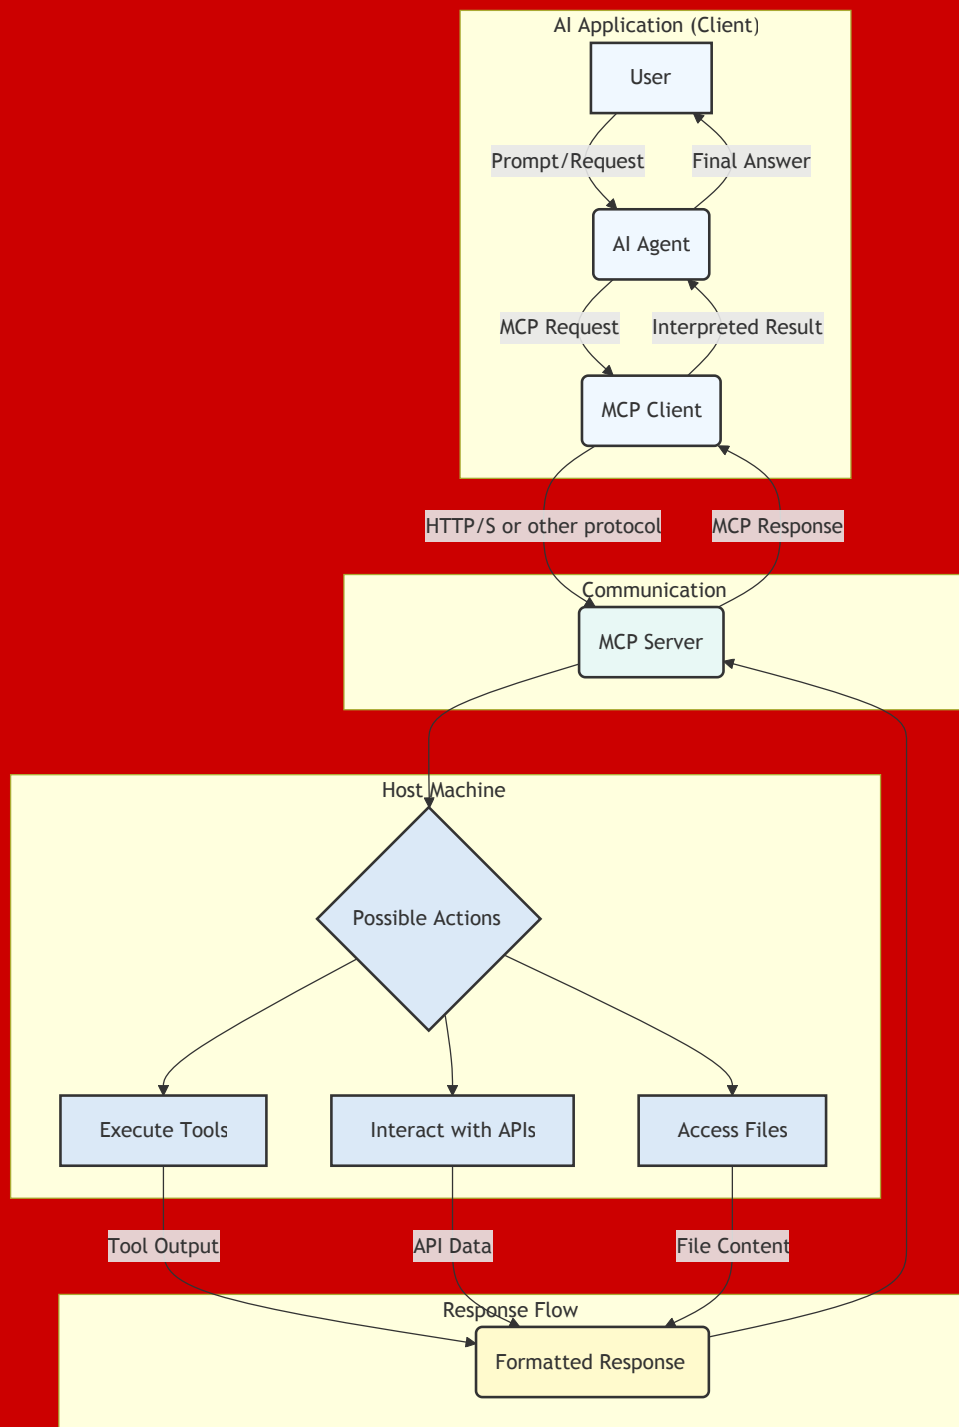 AI Application (Client)
User
Prompt/Request
Final Answer
AI Agent
MCP Request
Interpreted Result
MCP Client
HTTP/S or other protocol
MCP Response
Communication
MCP Server
Host Machine
Possible Actions
Execute Tools
Interact with APIs
Access Files
Tool Output
API Data
File Content
Response Flow
Formatted Response